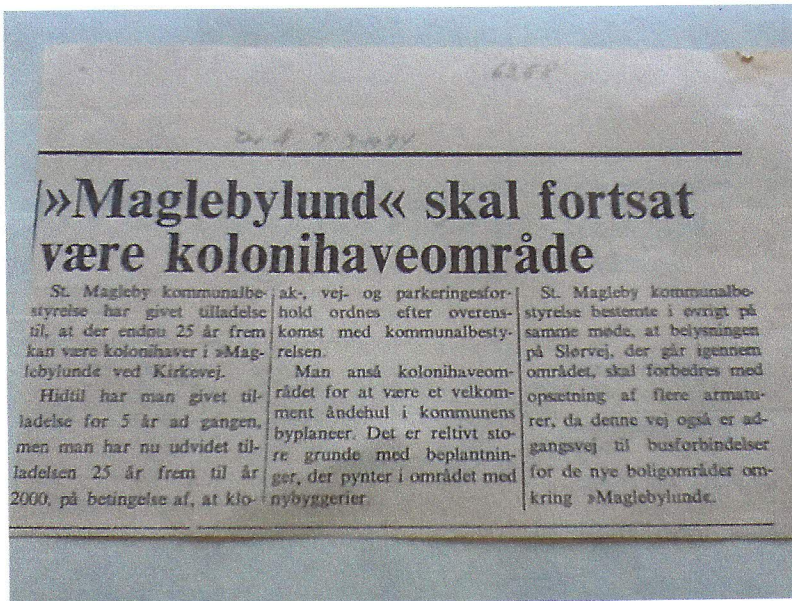 6288
»Maglebylund« skal fortsat
være kolonihaveområde
St. Magleby kommunalbe-
styrelse har givet tilladelse
til, at der endnu 25 år frem
kan være kolonihaver i »Mag-
lebylund« ved Kirkevej.
Hidtil har man givet til-
ladelse for 5 år ad gangen,
men man har nu udvidet til-
ladelsen 25 år frem til år
2000, på betingelse af, at klo-
ak-, vej- og parkeringesfor-
hold ordnes efter overens-
komst med kommunalbesty-
relsen.
Man anså kolonihaveom-
rådet for at være et velkom-
ment åndehul i kommunens
byplaneer. Det er reltivt sto-
re grunde med beplantnin-
ger, der pynter i området med
nybyggerier.
St. Magleby kommunalbe-
styrelse bestemte i øvrigt på
samme møde, at belysningen
på Slørvej, der går igennem
området, skal forbedres med
opsætning af flere armatu-
rer, da denne vej også er ad-
gangsvej til busforbindelser
for de nye boligområder om-
kring »Maglebylund«.